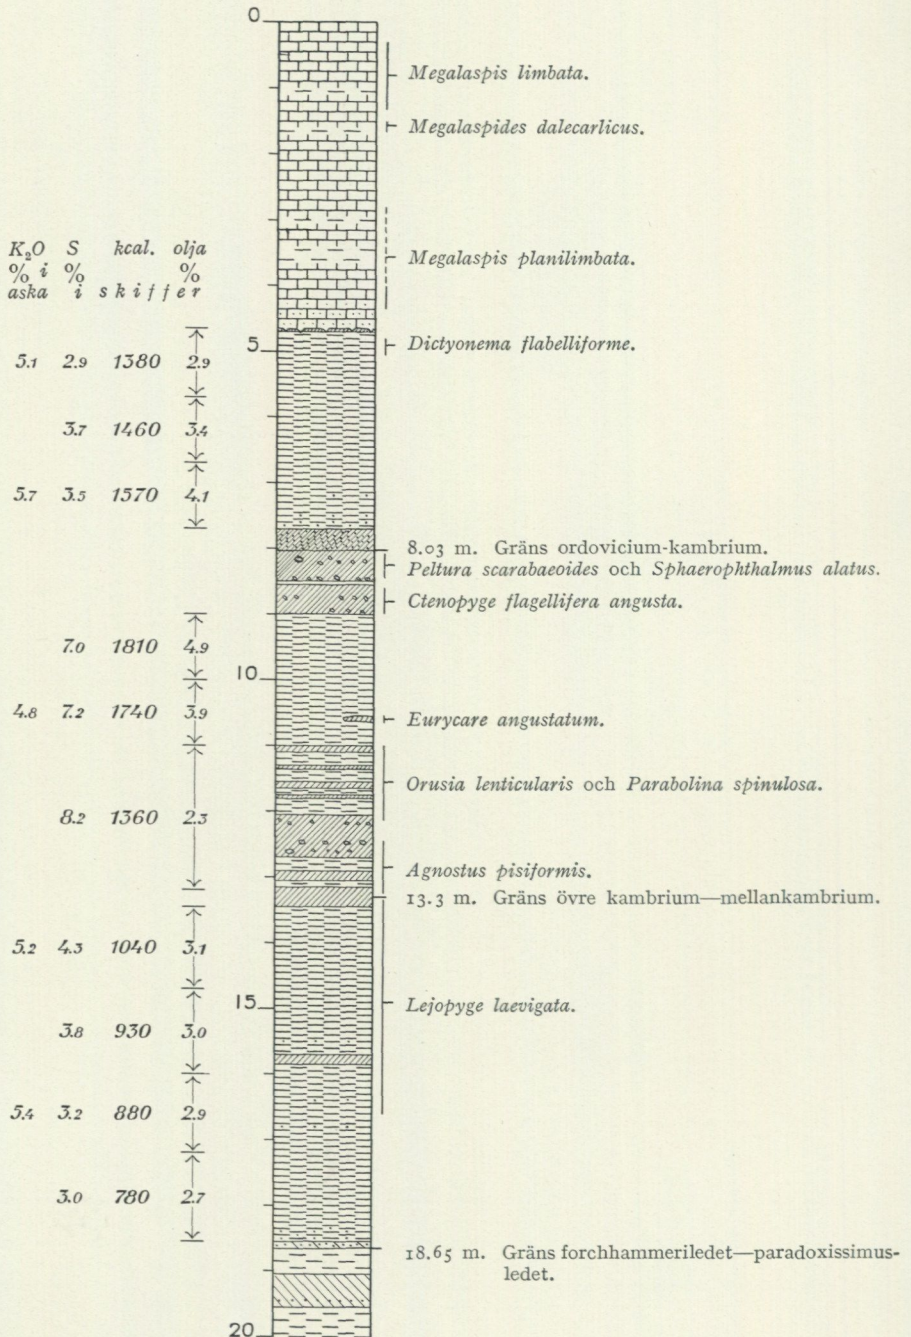 0
Megalaspis limbata.
Megalaspides dalecarlicus.
K₂O S kcal. olja
% i % %
aska i skiffer
Megalaspis planilimbata.
5
Dictyonema flabelliforme.
5.1 2.9 1380 2.9
3.7 1460 3.4
5.7 3.5 1570 4.1
8.03 m. Gräns ordovicium-kambrium.
Peltura scarabaeoides och Sphaerophthalmus alatus.
Ctenopyge flagellifera angusta.
7.0 1810 4.9
10
4.8 7.2 1740 3.9
Eurycare angustatum.
Orusia lenticularis och Parabolina spinulosa.
8.2 1360 2.3
Agnostus pisiformis.
13.3 m. Gräns övre kambrium—mellankambrium.
5.2 4.3 1040 3.1
15
Lejopyge laevigata.
3.8 930 3.0
5.4 3.2 880 2.9
3.0 780 2.7
18.65 m. Gräns forchhammeriledet—paradoxissimus-
ledet.
20